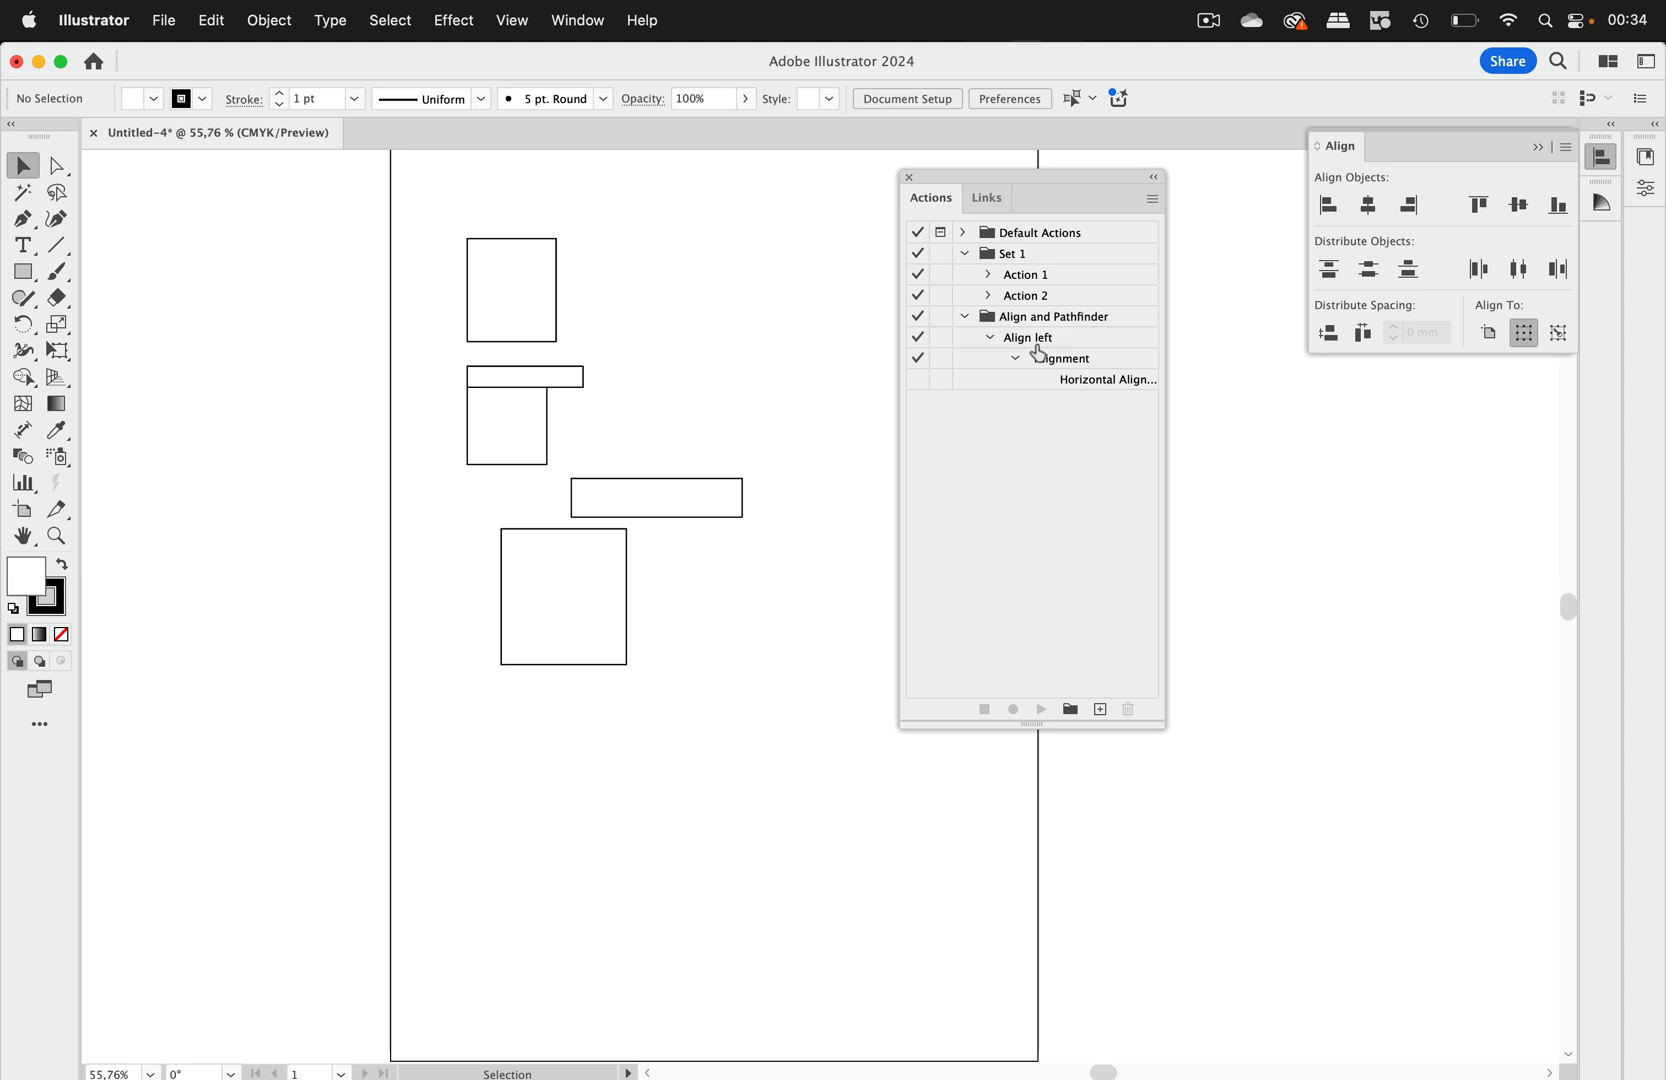 Illustrator File Edit Object Type Select Effect View Window Help 00:34
Adobe Illustrator 2024 Share
No Selection Stroke: 1 pt Uniform 5 pt. Round Opacity: 100% Style: Document Setup Preferences
Untitled-4* @ 55,76 % (CMYK/Preview)
Actions Links
Default Actions
Set 1
Action 1
Action 2
Align and Pathfinder
Align left
Horizontal Align...
Align
Align Objects:
Distribute Objects:
Distribute Spacing: Align To:
0 mm
55,76% 0° 1 Selection